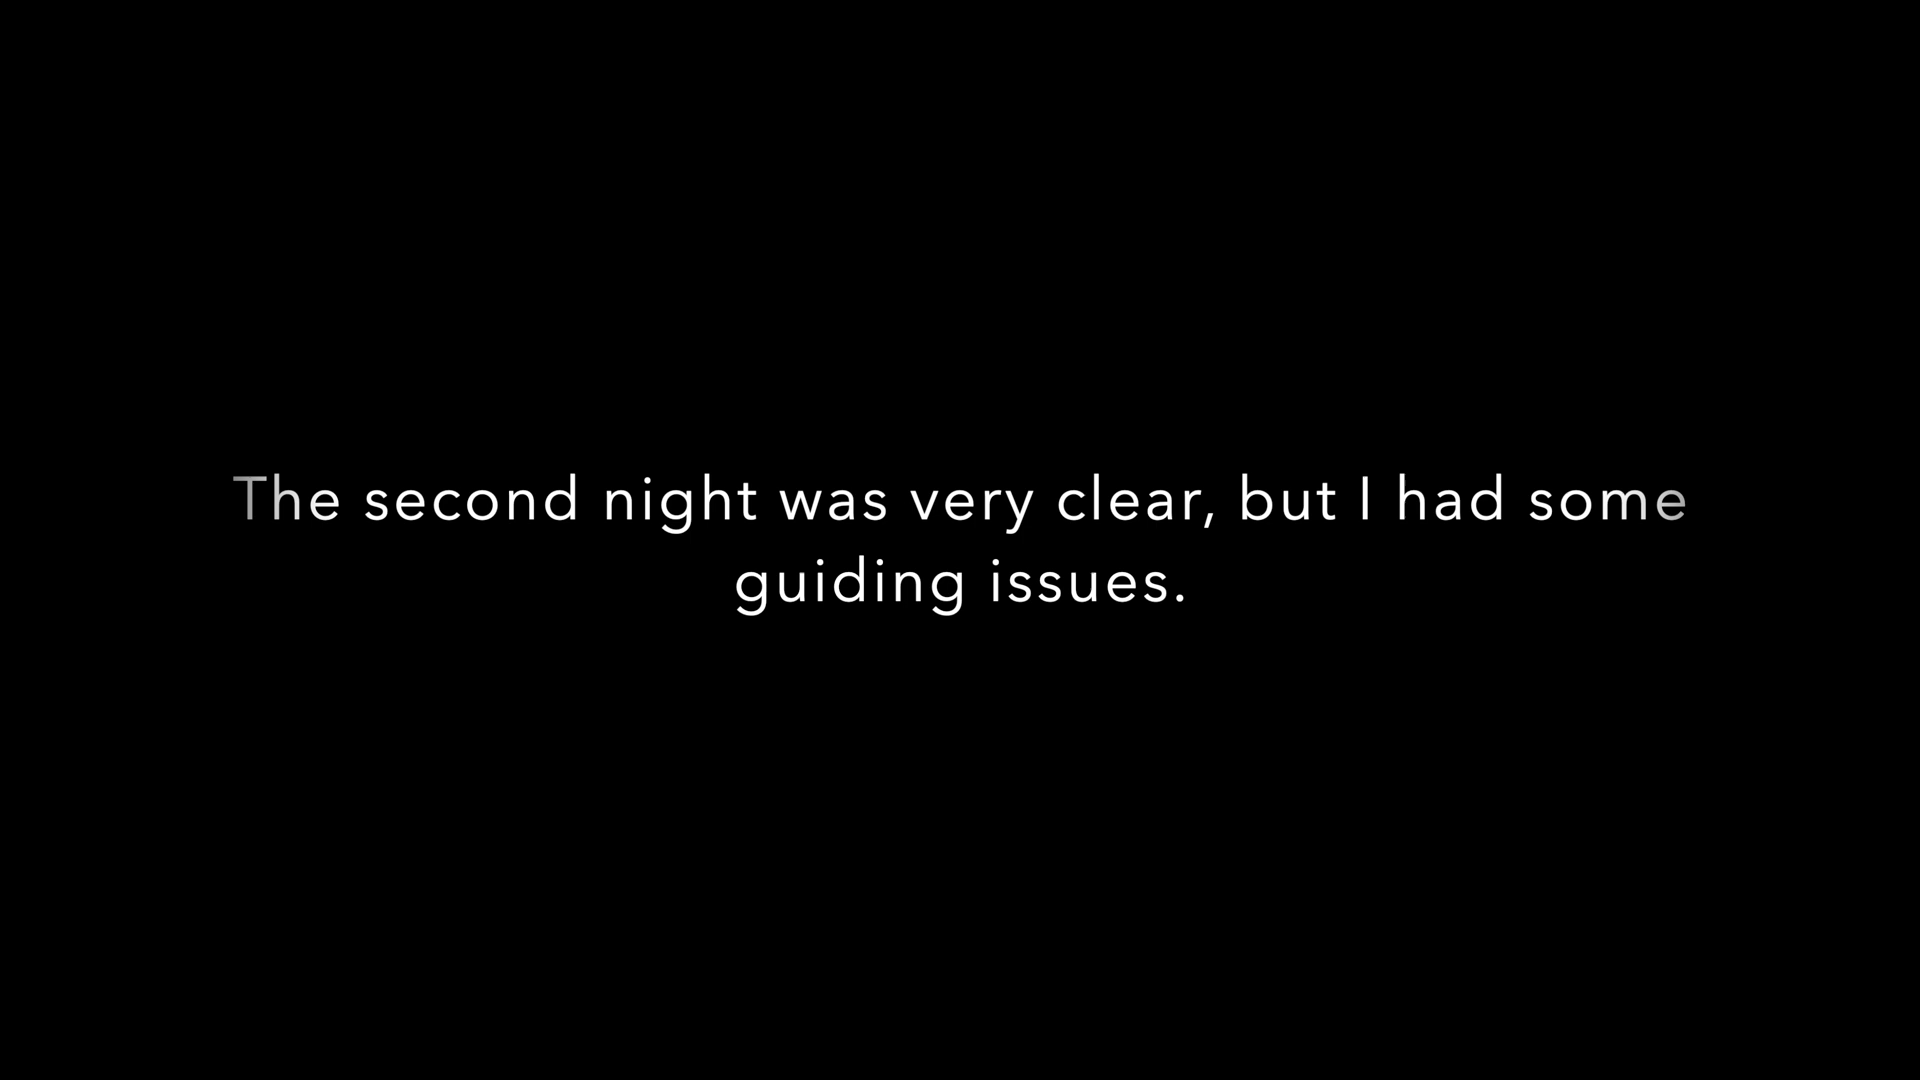 The second night was very clear, but I had some
guiding issues.